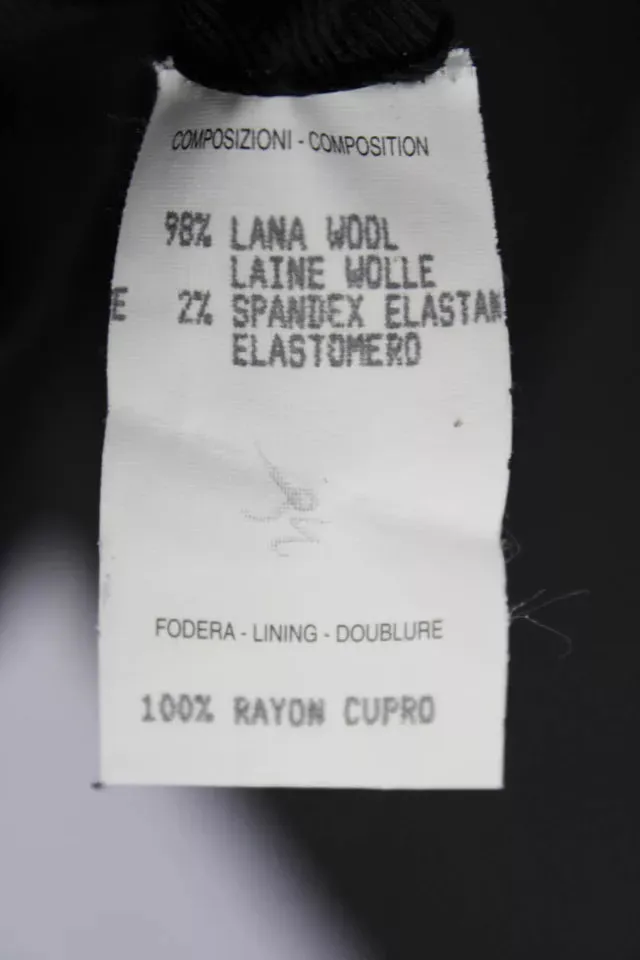 COMPOSIZIONI - COMPOSITION
98% LANA WOOL
LAINE WOLLE
E 2% SPANDEX ELASTAN
ELASTOMERO
FODERA - LINING - DOUBLURE
100% RAYON CUPRO